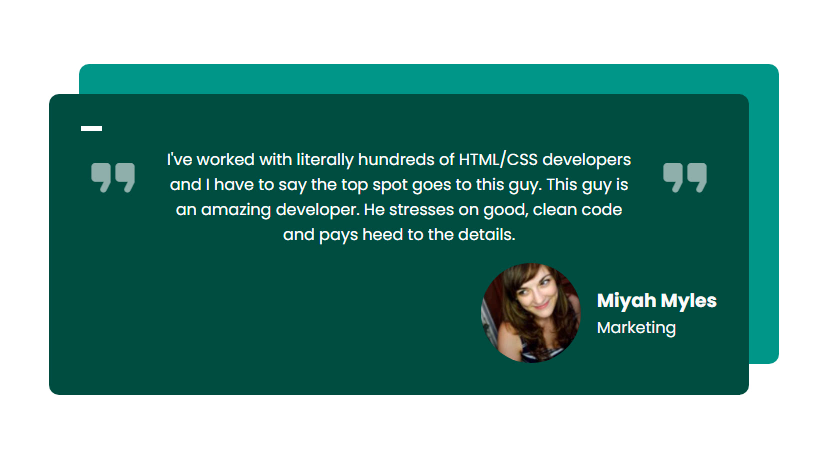 I've worked with literally hundreds of HTML/CSS developers
and I have to say the top spot goes to this guy. This guy is
an amazing developer. He stresses on good, clean code
and pays heed to the details.
Miyah Myles
Marketing